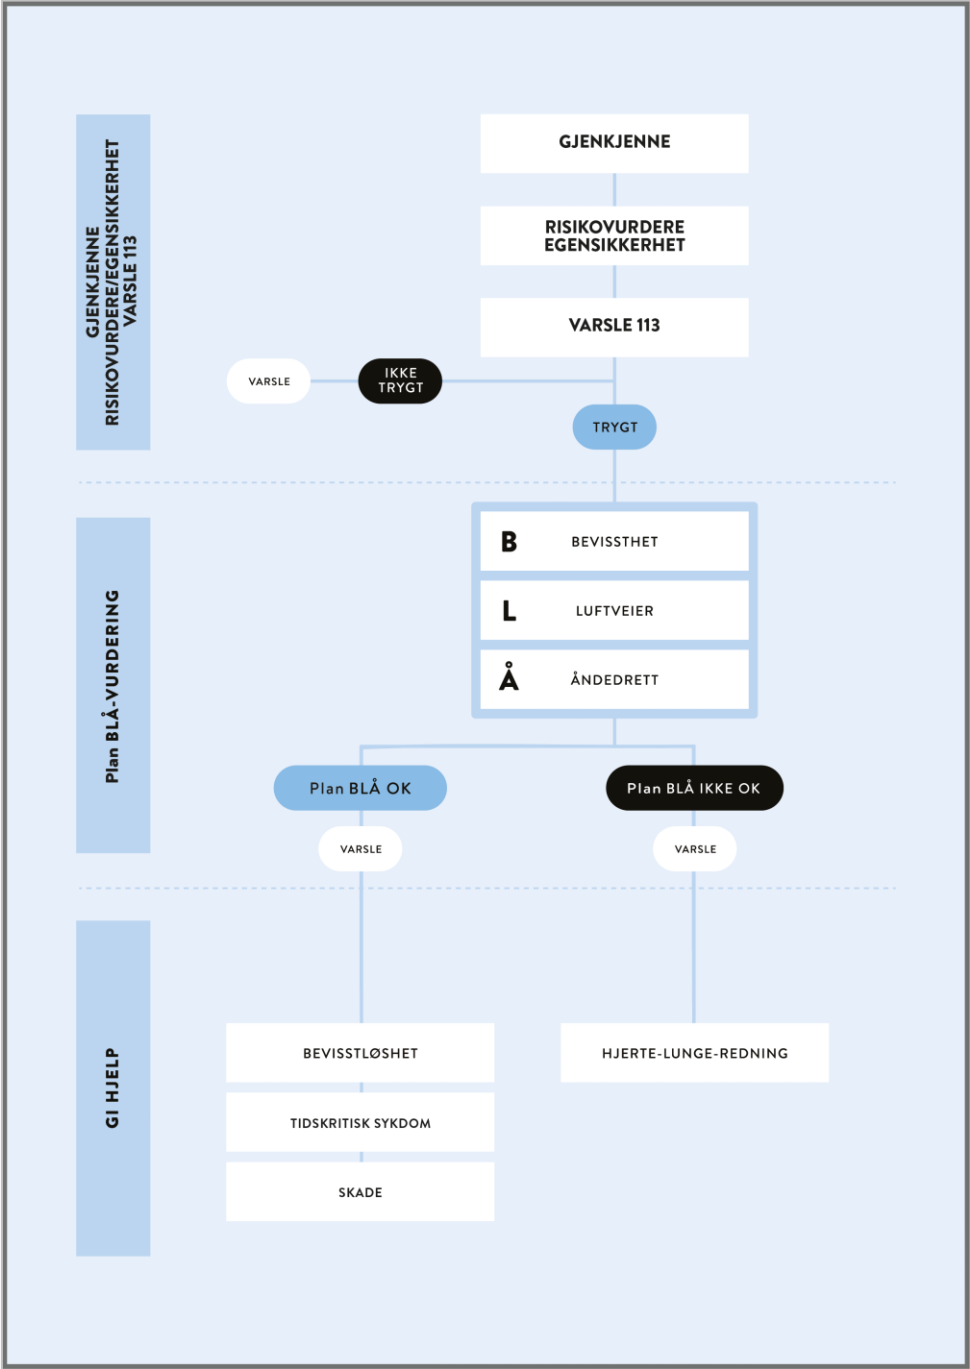 GJENKJENNE
RISIKOVURDERE/EGENSIKKERHET
VARSLE 113
GJENKJENNE
RISIKOVURDERE
EGENSIKKERHET
VARSLE 113
VARSLE
IKKE
TRYGT
TRYGT
Plan BLÅ-VURDERING
B BEVISSTHET
L LUFTVEIER
Å ÅNDEDRETT
Plan BLÅ OK
Plan BLÅ IKKE OK
VARSLE
VARSLE
GI HJELP
BEVISSTLØSHET
HJERTE-LUNGE-REDNING
TIDSKRITISK SYKDOM
SKADE